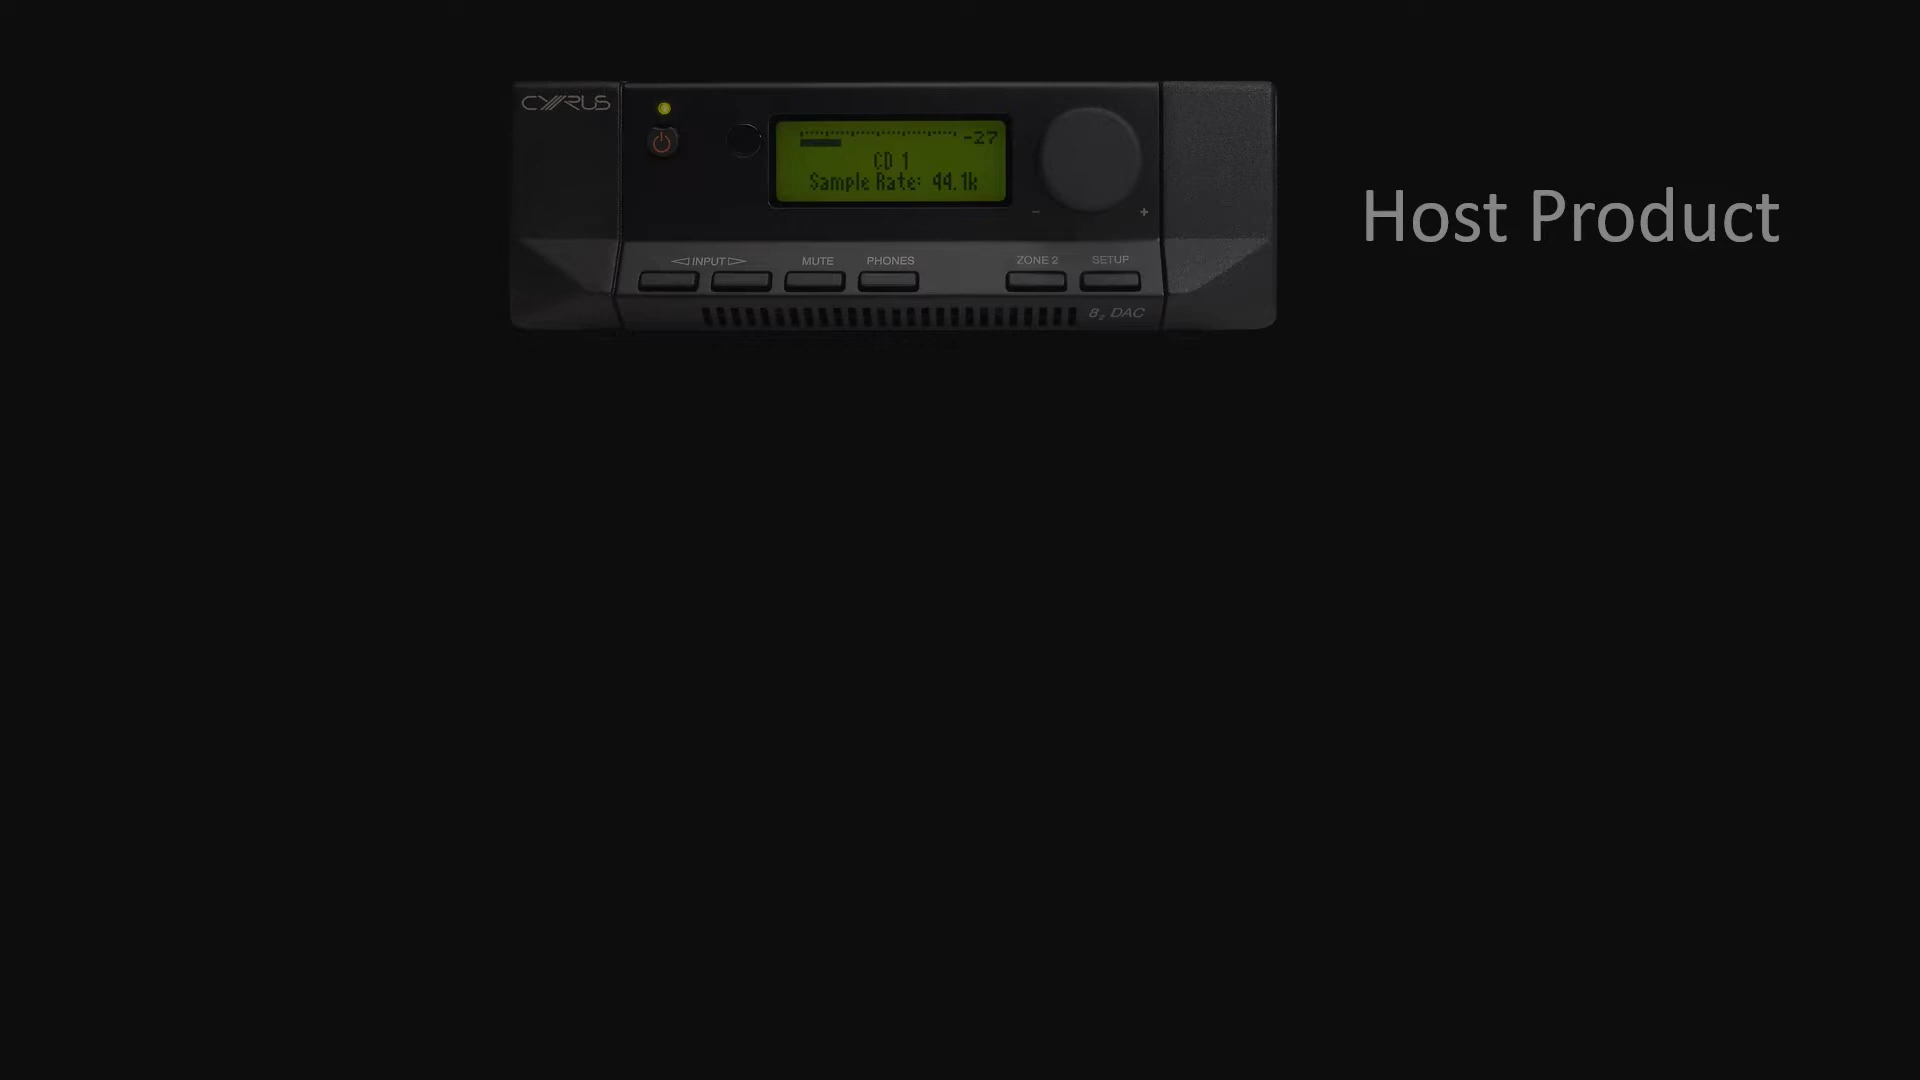 CYRUS
-27
CD 1
Sample Rate: 44.1k
Host Product
- +
INPUT MUTE PHONES ZONE 2 SETUP
8₂ DAC